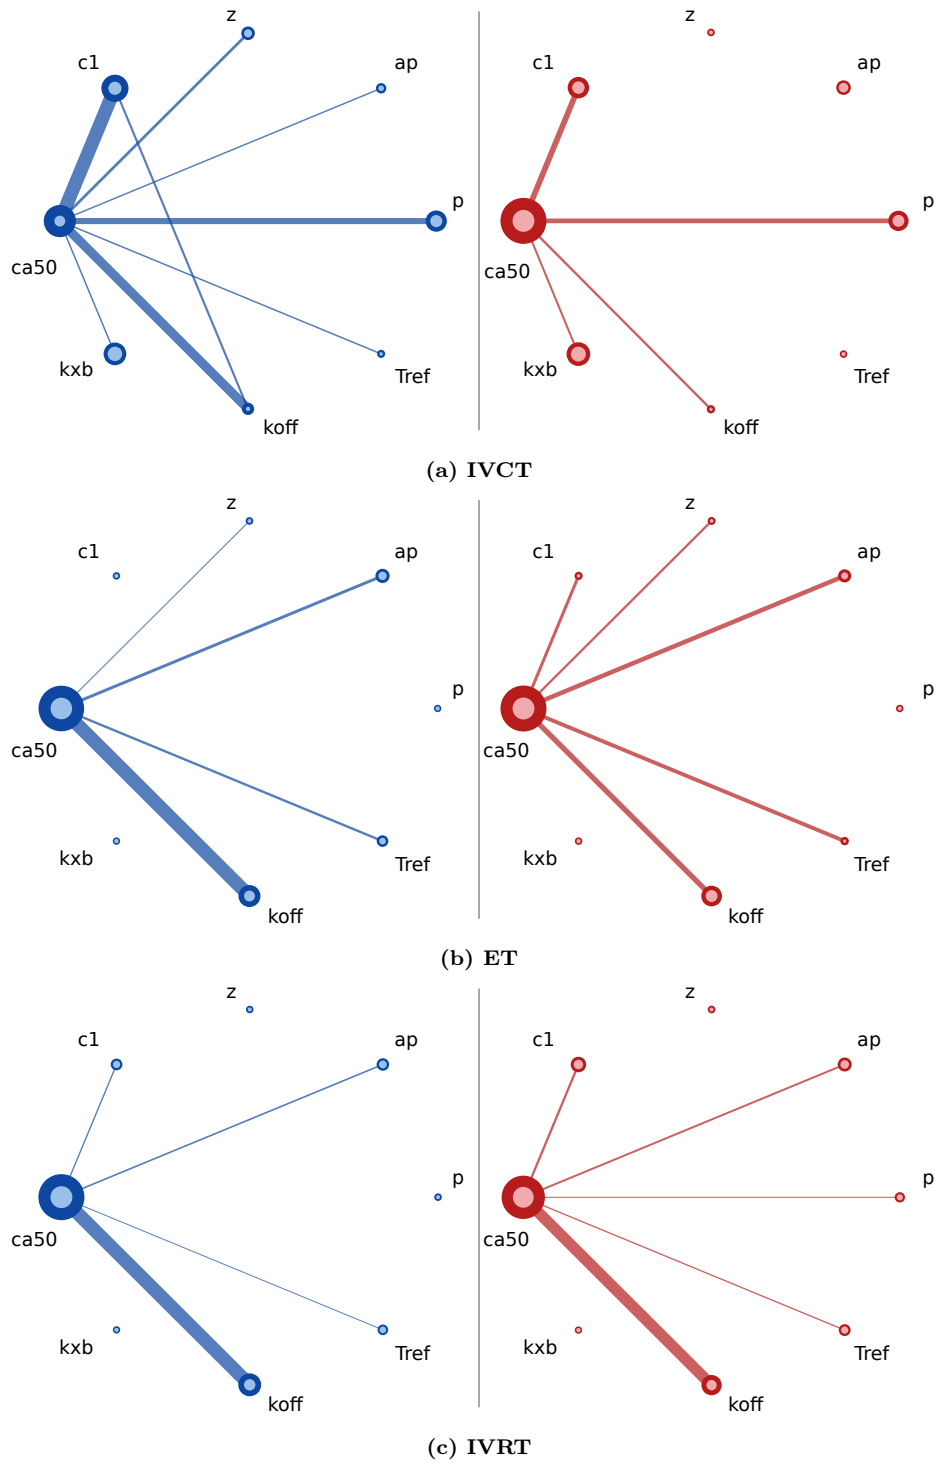 z
c1
ap
p
ca50
kxb
Tref
koff
z
c1
ap
p
ca50
kxb
Tref
koff
(a) IVCT
z
c1
ap
p
ca50
kxb
Tref
koff
z
c1
ap
p
ca50
kxb
Tref
koff
(b) ET
z
c1
ap
p
ca50
kxb
Tref
koff
z
c1
ap
p
ca50
kxb
Tref
koff
(c) IVRT